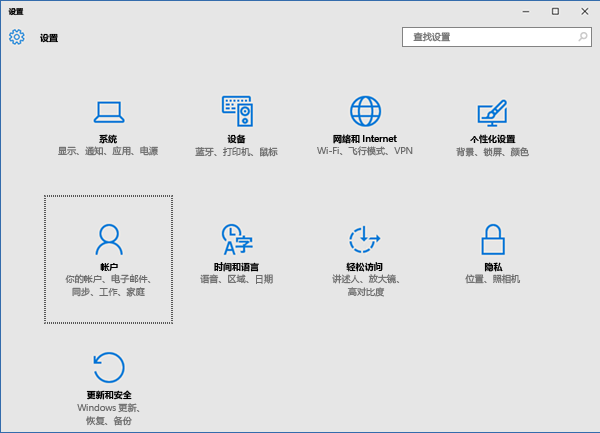 设置
设置
查找设置
系统
显示、通知、应用、电源
设备
蓝牙、打印机、鼠标
网络和 Internet
Wi-Fi、飞行模式、VPN
个性化设置
背景、锁屏、颜色
帐户
你的帐户、电子邮件、
同步、工作、家庭
时间和语言
语音、区域、日期
轻松访问
讲述人、放大镜、
高对比度
隐私
位置、照相机
更新和安全
Windows 更新、
恢复、备份